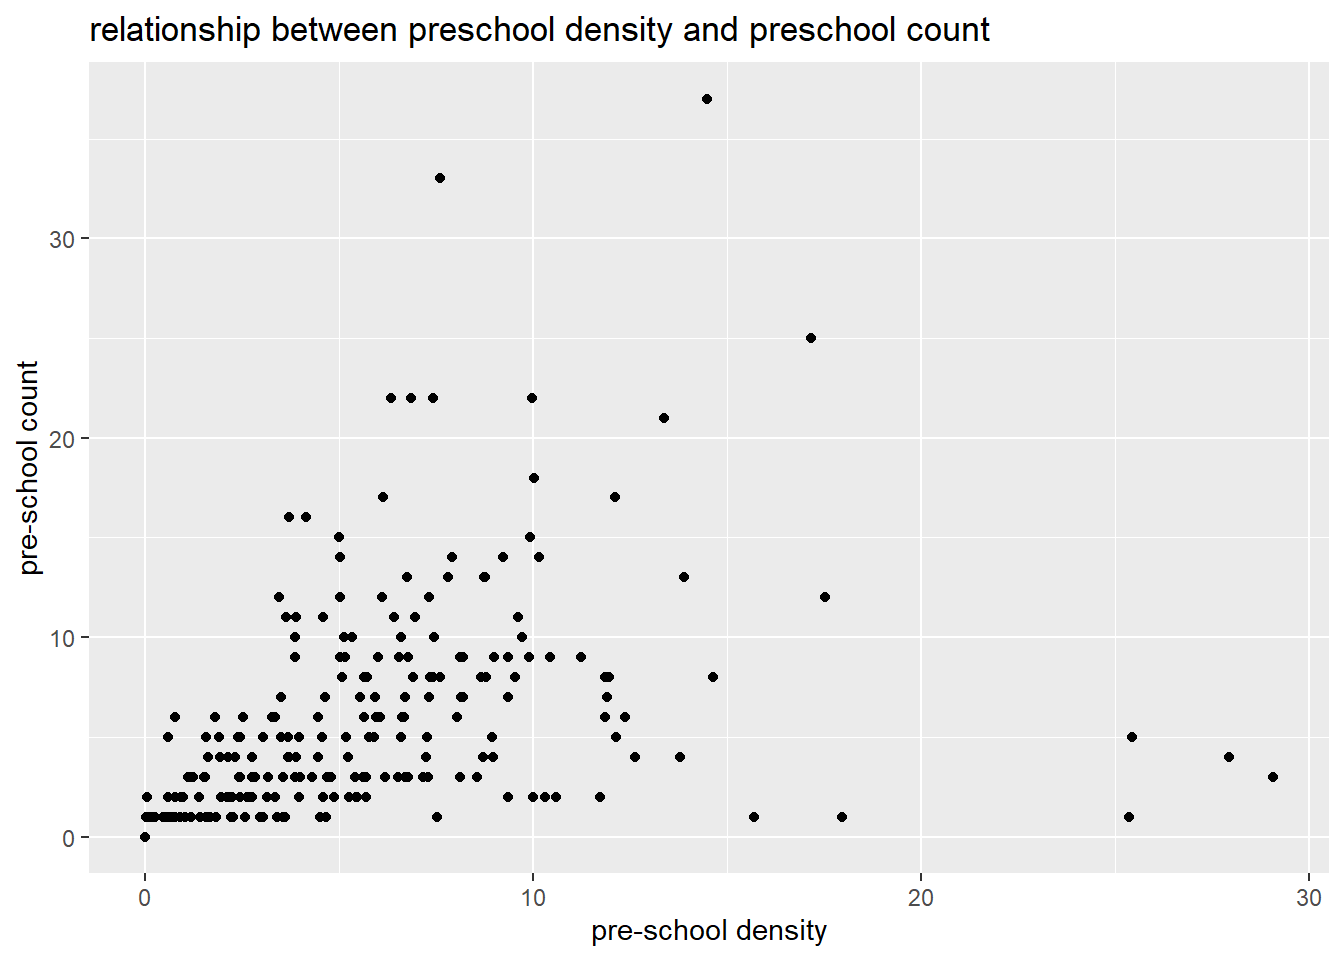 relationship between preschool density and preschool count
pre-school count
30
20
10
0
0 10 20 30
pre-school density